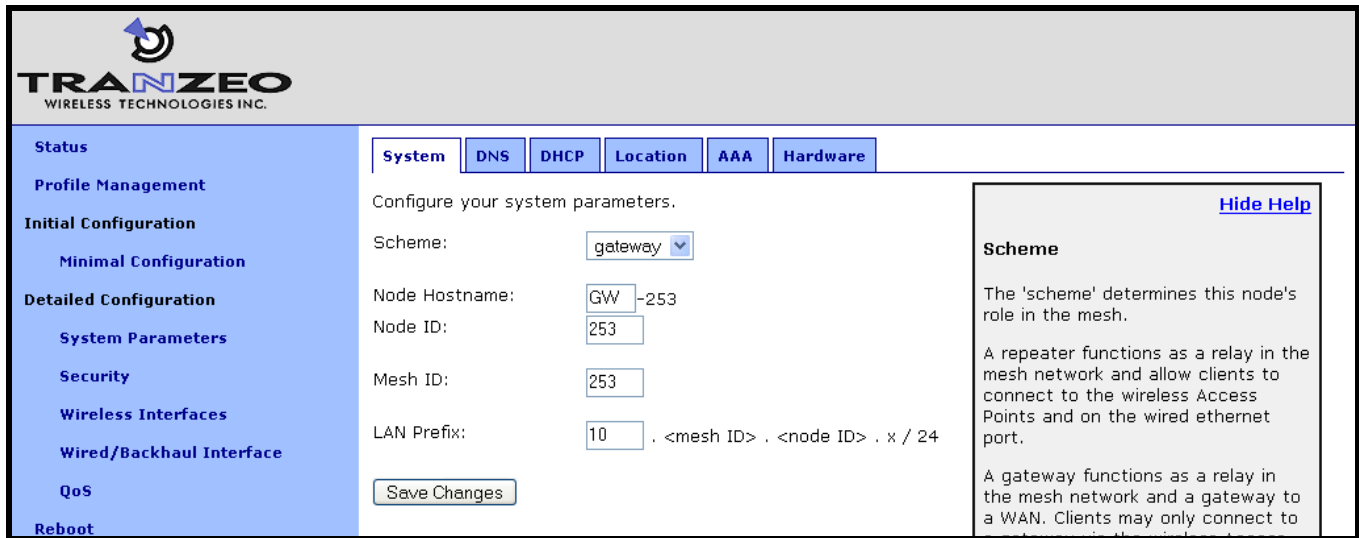 TRANZEO
WIRELESS TECHNOLOGIES INC.
Status
Profile Management
Initial Configuration
Minimal Configuration
Detailed Configuration
System Parameters
Security
Wireless Interfaces
Wired/Backhaul Interface
QoS
Reboot
System DNS DHCP Location AAA Hardware
Configure your system parameters.
Scheme: gateway
Node Hostname: GW -253
Node ID: 253
Mesh ID: 253
LAN Prefix: 10 . <mesh ID> . <node ID> . x / 24
Save Changes
Hide Help
Scheme
The 'scheme' determines this node's
role in the mesh.
A repeater functions as a relay in the
mesh network and allow clients to
connect to the wireless Access
Points and on the wired ethernet
port.
A gateway functions as a relay in
the mesh network and a gateway to
a WAN. Clients may only connect to